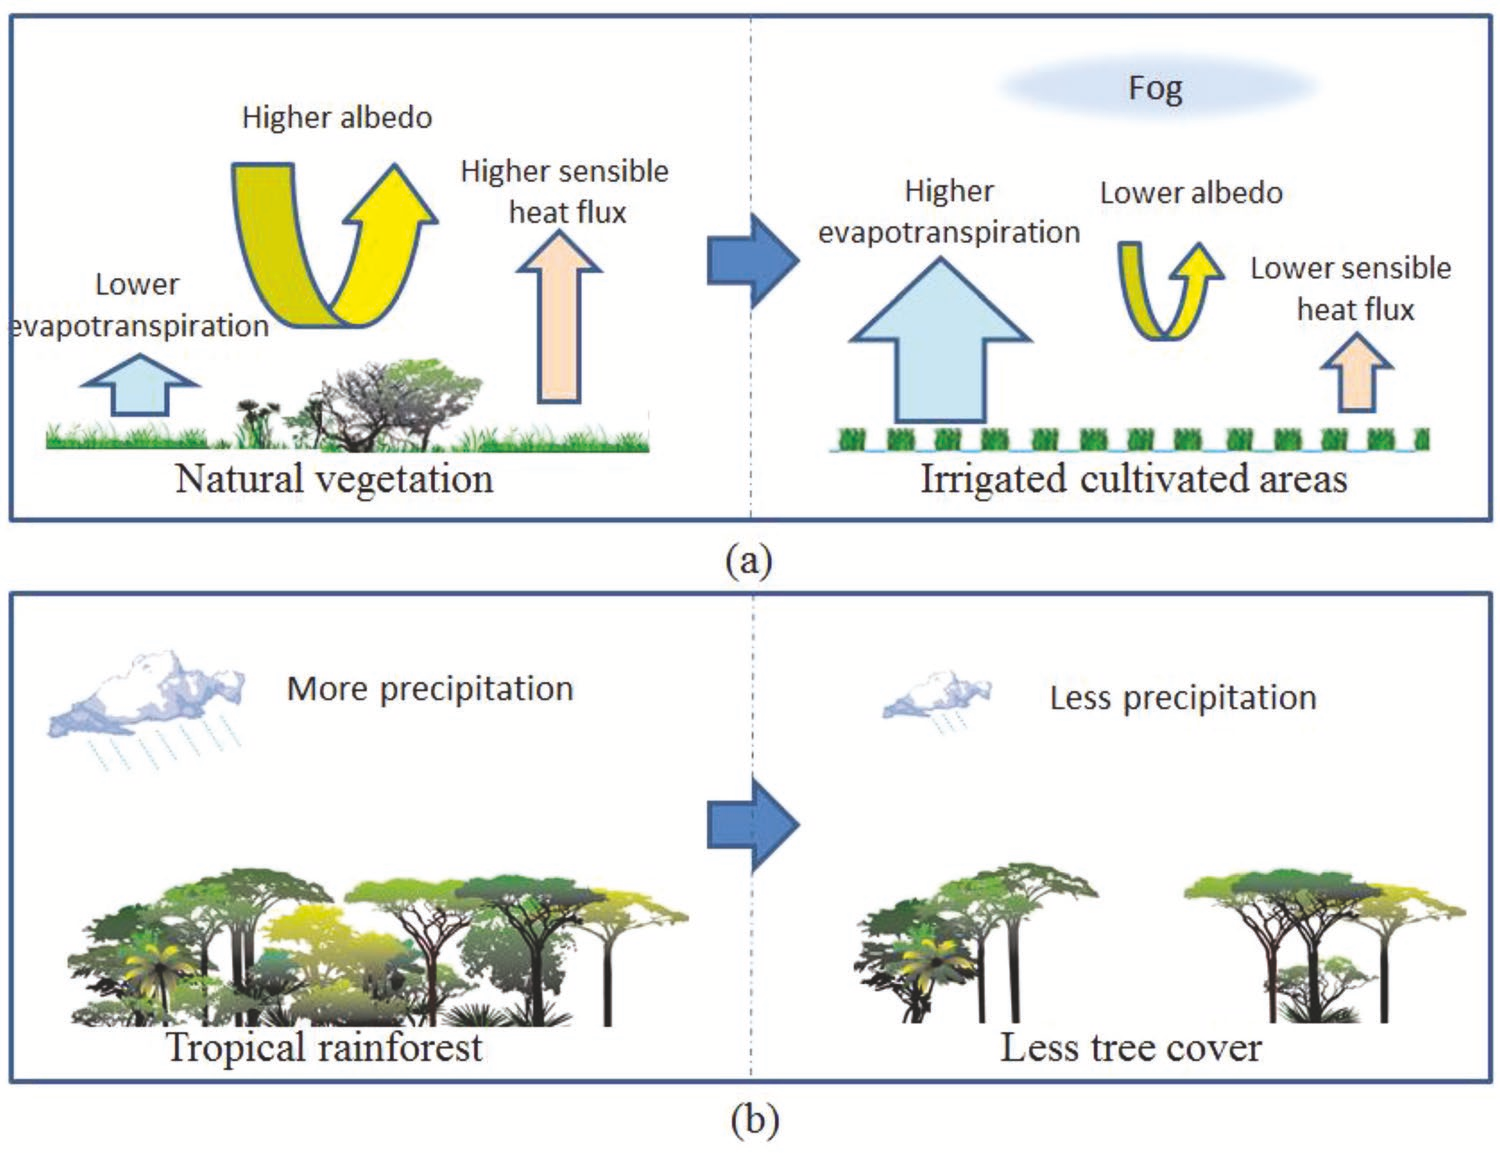 Higher albedo
Higher sensible
heat flux
Lower
evapotranspiration
Natural vegetation
Fog
Higher
evapotranspiration
Lower albedo
Lower sensible
heat flux
Irrigated cultivated areas
(a)
More precipitation
Less precipitation
Tropical rainforest
Less tree cover
(b)